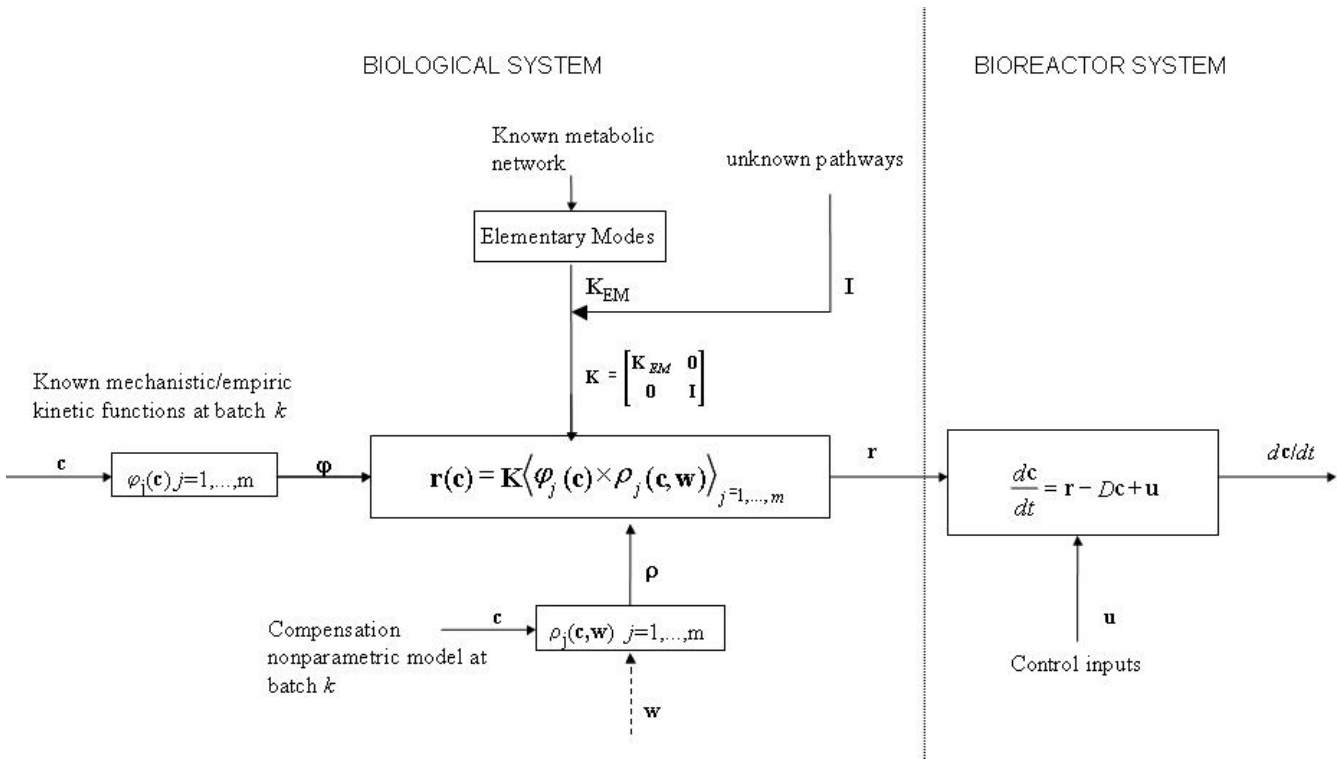 BIOLOGICAL SYSTEM
BIOREACTOR SYSTEM
Known metabolic
network
unknown pathways
Elementary Modes
K_EM
I
K = [K_EM 0
0 I]
Known mechanistic/empiric
kinetic functions at batch k
c
φ_j(c) j=1,...,m
φ
r(c) = K⟨φ_j(c)×ρ_j(c,w)⟩_j=1,...,m
r
dc/dt = r − Dc + u
dc/dt
ρ
c
ρ_j(c,w) j=1,...,m
Compensation
nonparametric model at
batch k
w
u
Control inputs